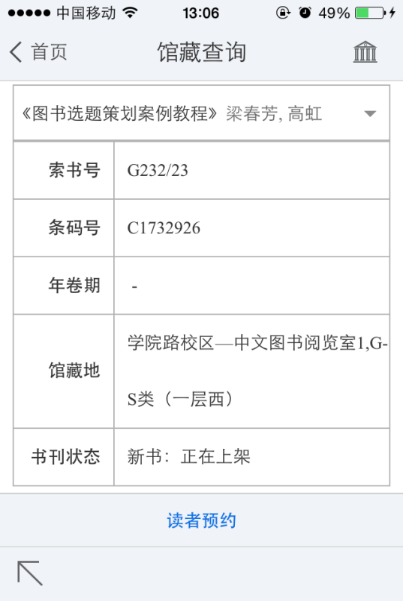 中国移动 13:06 49%
首页 馆藏查询
《图书选题策划案例教程》 梁春芳, 高虹
索书号 G232/23
条码号 C1732926
年卷期 -
馆藏地 学院路校区—中文图书阅览室1,G-
S类（一层西）
书刊状态 新书：正在上架
读者预约